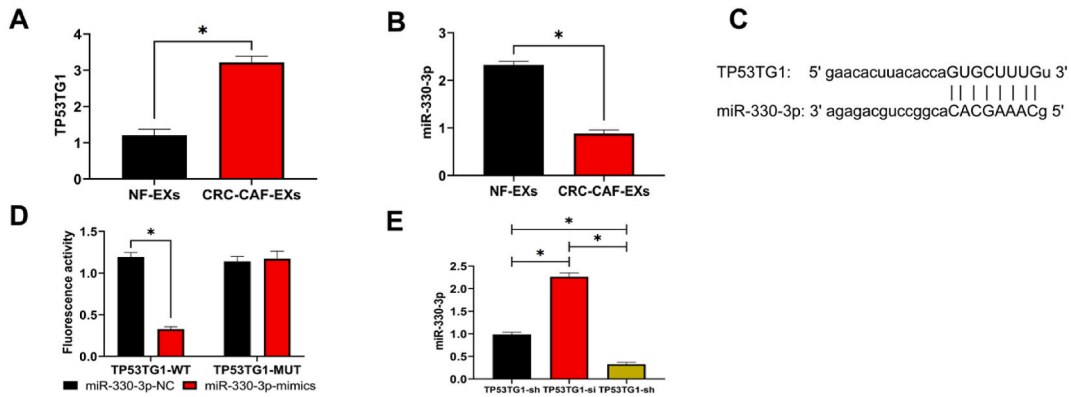 A
TP53TG1
4
3
2
1
0
*
NF-EXs CRC-CAF-EXs
B
miR-330-3p
3
2
1
0
*
NF-EXs CRC-CAF-EXs
C
TP53TG1: 5' gaacacuuacaccaGUGCUUUGu 3'
miR-330-3p: 3' agagacguccggcaCACGAAACg 5'
D
Fluorescence activity
1.5
1.0
0.5
0.0
*
TP53TG1-WT TP53TG1-MUT
miR-330-3p-NC miR-330-3p-mimics
E
miR-330-3p
2.5
2.0
1.5
1.0
0.5
0.0
*
* *
TP53TG1-sh TP53TG1-si TP53TG1-sh